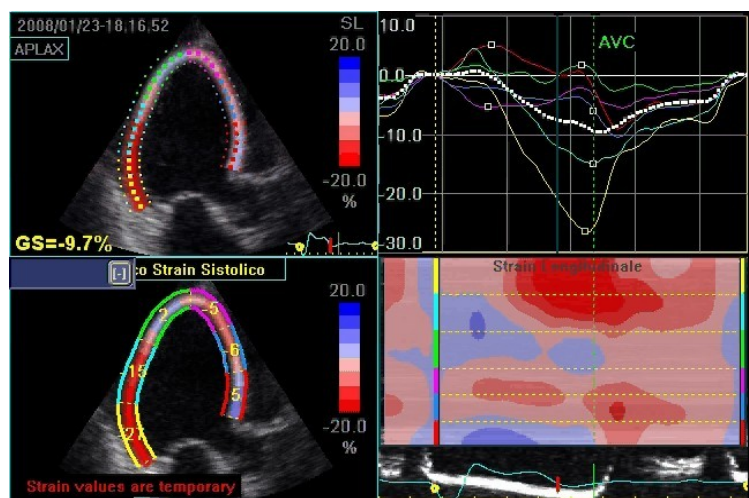 2008/01/23-18,16,52
APLAX
SL
20.0
-20.0
%
GS=-9.7%
10.0
0.0
-10.0
-20.0
-30.0
AVC
co Strain Sistolico
[-]
2
-5
-15
-6
5
-27
20.0
-20.0
%
Strain values are temporary
Strain Longitudinale